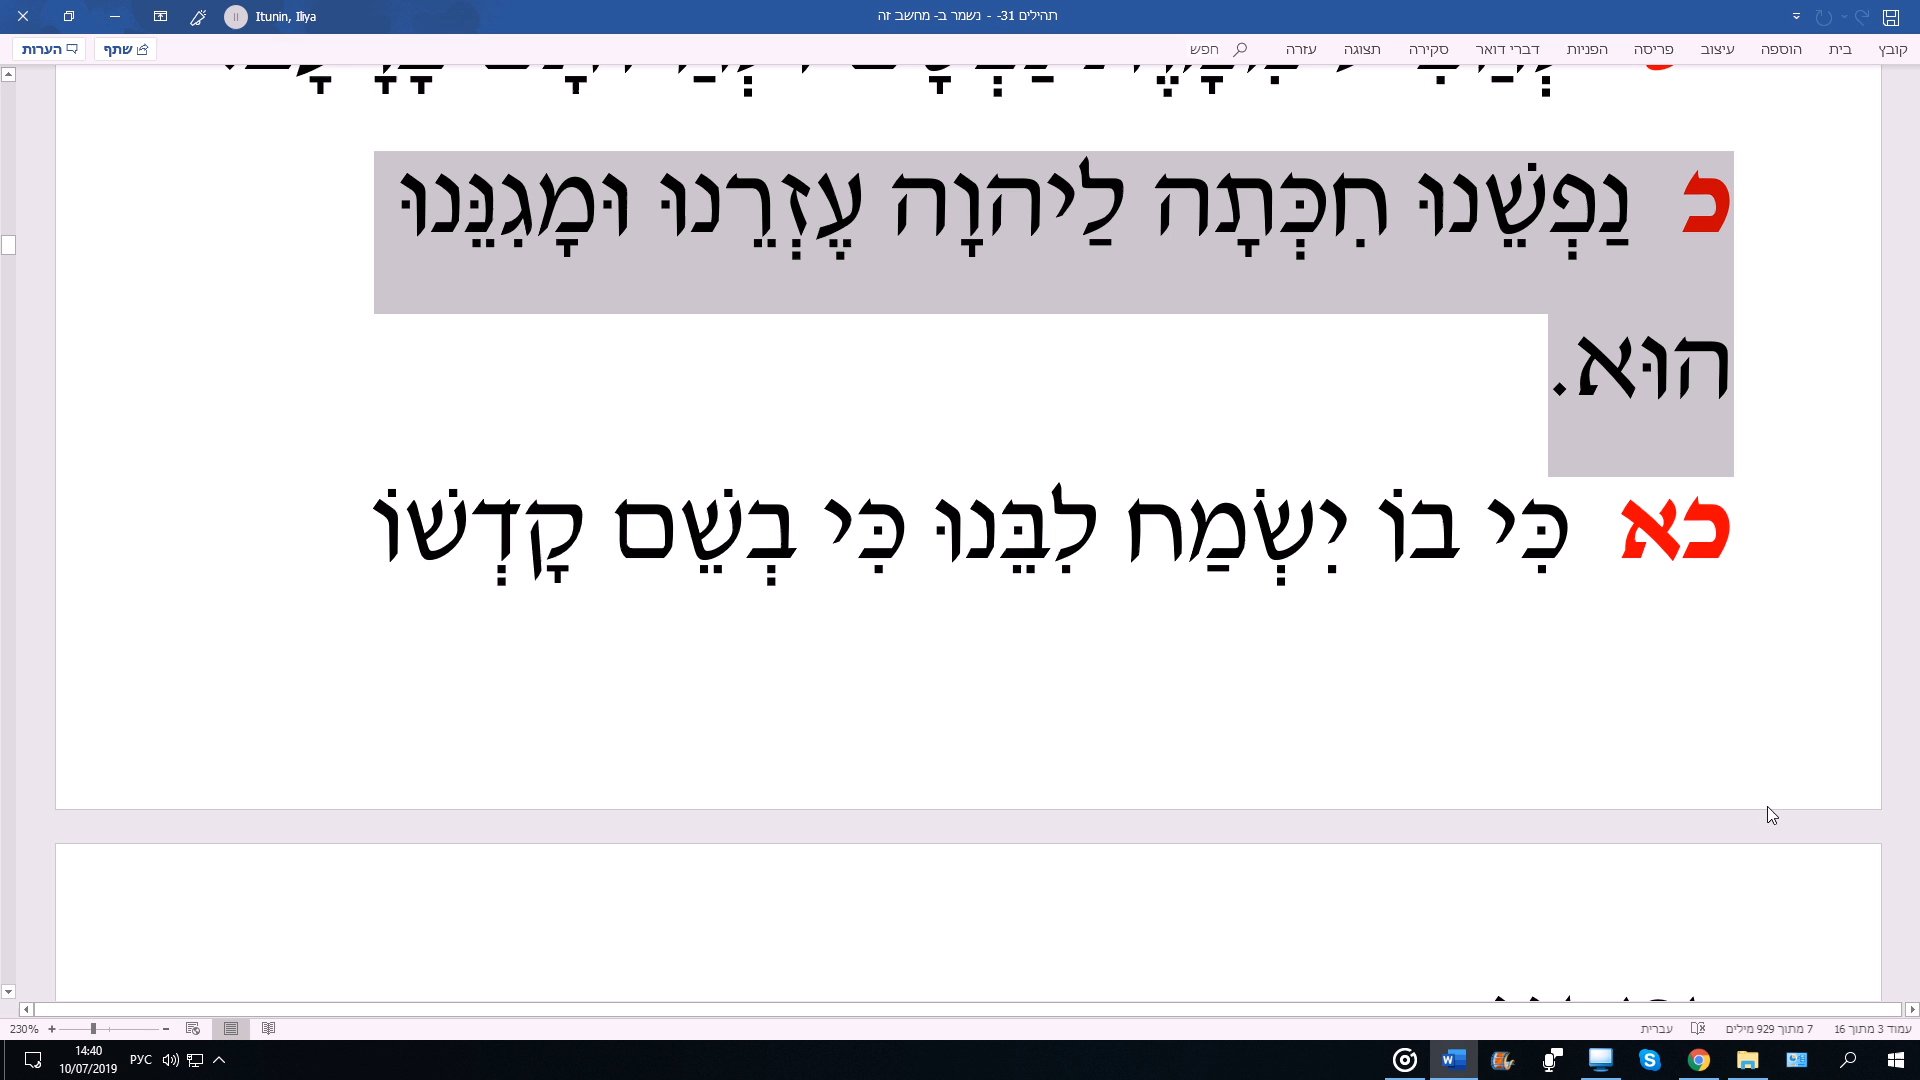 Itunin, Iliya
תהילים 31- - נשמר ב- מחשב זה
קובץ בית הוספה עיצוב פריסה הפניות דברי דואר סקירה תצוגה עזרה חפש
שתף הערות
כ נַפְשֵׁנוּ חִכְּתָה לַיהוָה עֶזְרֵנוּ וּמָגִנֵּנוּ
הוּא.
כא כִּי בוֹ יִשְׂמַח לִבֵּנוּ כִּי בְשֵׁם קָדְשׁוֹ
עמוד 3 מתוך 16 7 מתוך 929 מילים עברית
230%
РУС
14:40
10/07/2019